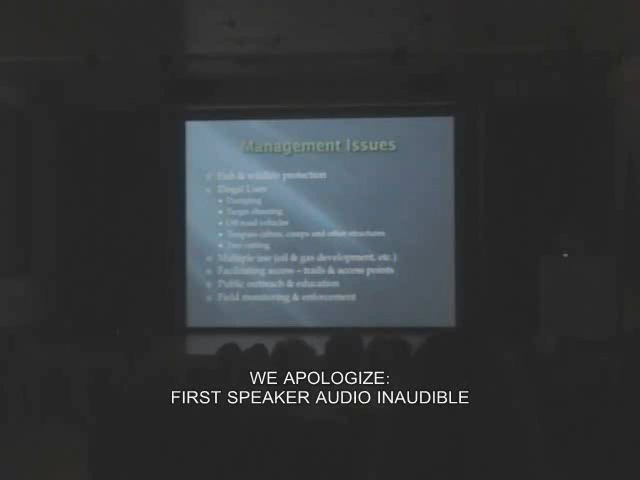 Management Issues
Fish & wildlife protection
Illegal Uses
Dumping
Target shooting
Off-road vehicles
Trespass cabins, camps and other structures
Tree cutting
Multiple use (oil & gas development, etc.)
Facilitating access – trails & access points
Public outreach & education
Field monitoring & enforcement
WE APOLOGIZE:
FIRST SPEAKER AUDIO INAUDIBLE